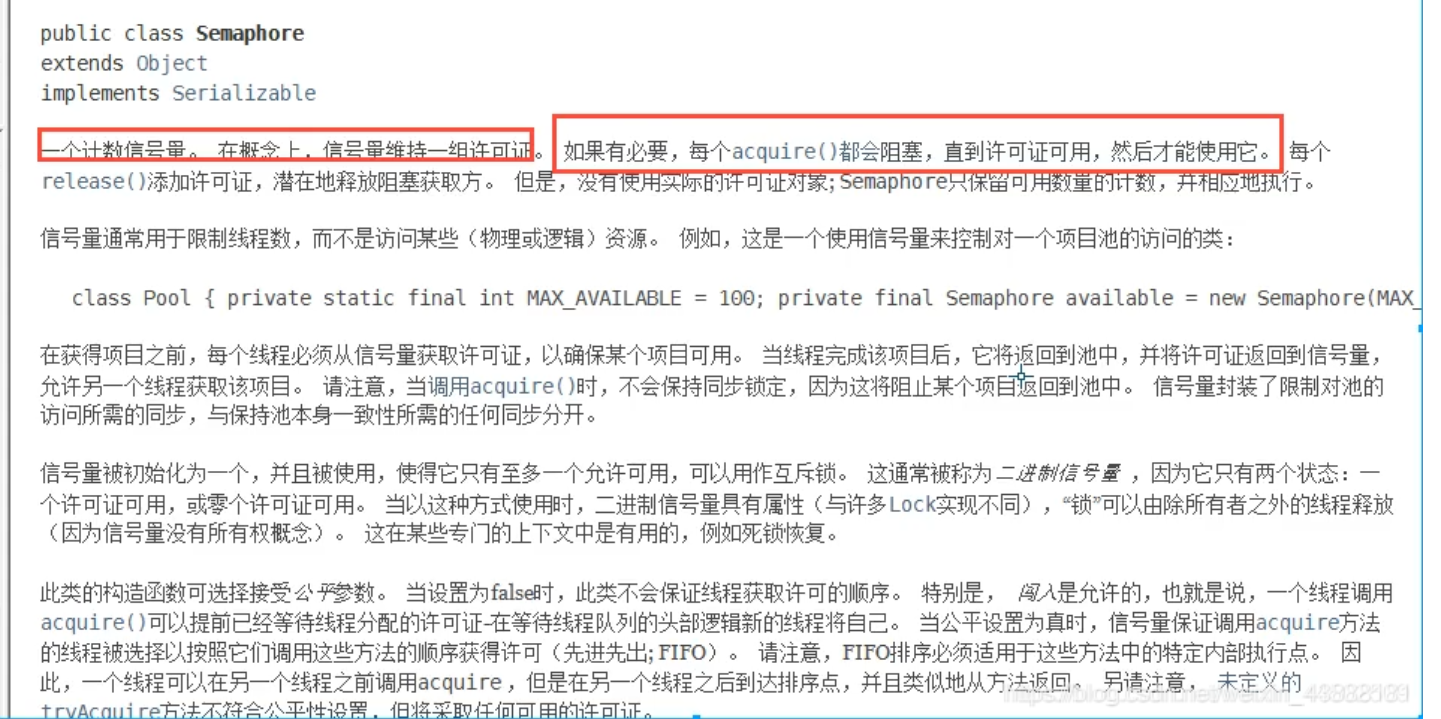 public class Semaphore
extends Object
implements Serializable
一个计数信号量。 在概念上，信号量维持一组许可证。 如果有必要，每个acquire()都会阻塞，直到许可证可用，然后才能使用它。 每个
release()添加许可证，潜在地释放阻塞获取方。 但是，没有使用实际的许可证对象; Semaphore只保留可用数量的计数，并相应地执行。
信号量通常用于限制线程数，而不是访问某些（物理或逻辑）资源。 例如，这是一个使用信号量来控制对一个项目池的访问的类：
class Pool { private static final int MAX_AVAILABLE = 100; private final Semaphore available = new Semaphore(MAX_
在获得项目之前，每个线程必须从信号量获取许可证，以确保某个项目可用。 当线程完成该项目后，它将返回到池中，并将许可证返回到信号量，
允许另一个线程获取该项目。 请注意，当调用acquire()时，不会保持同步锁定，因为这将阻止某个项目返回到池中。 信号量封装了限制对池的
访问所需的同步，与保持池本身一致性所需的任何同步分开。
信号量被初始化为一个，并且被使用，使得它只有至多一个允许可用，可以用作互斥锁。 这通常被称为二进制信号量 ，因为它只有两个状态：一
个许可证可用，或零个许可证可用。 当以这种方式使用时，二进制信号量具有属性（与许多Lock实现不同），“锁”可以由除所有者之外的线程释放
（因为信号量没有所有权概念）。 这在某些专门的上下文中是有用的，例如死锁恢复。
此类的构造函数可选择接受公平参数。 当设置为false时，此类不会保证线程获取许可的顺序。 特别是， 闯入是允许的，也就是说，一个线程调用
acquire()可以提前已经等待线程分配的许可证-在等待线程队列的头部逻辑新的线程将自己。 当公平设置为真时，信号量保证调用acquire方法
的线程被选择以按照它们调用这些方法的顺序获得许可（先进先出; FIFO）。 请注意，FIFO排序必须适用于这些方法中的特定内部执行点。 因
此，一个线程可以在另一个线程之前调用acquire ，但是在另一个线程之后到达排序点，并且类似地从方法返回。 另请注意， 未定义的
tryAcquire方法不符合公平性设置，但将采取任何可用的许可证。